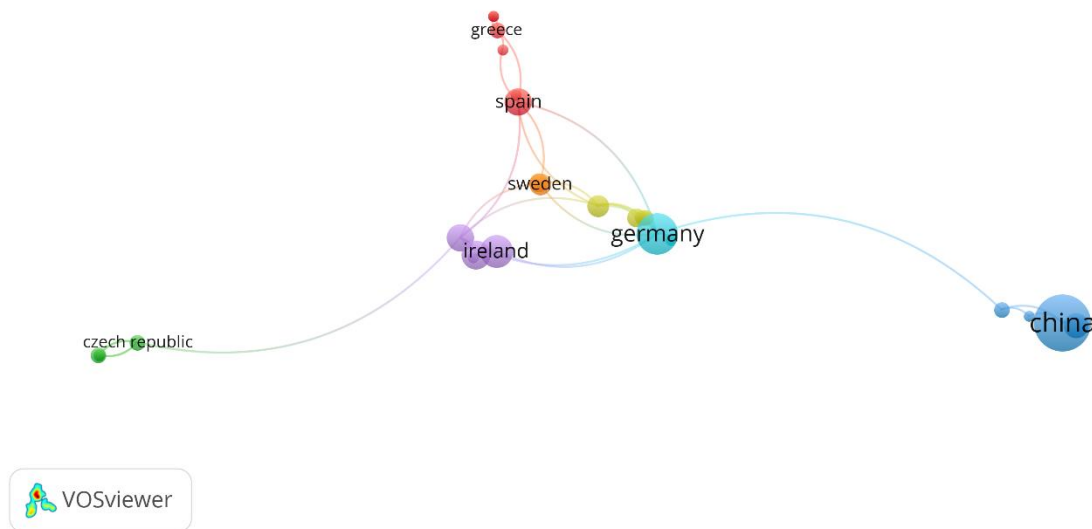 greece
spain
sweden
germany
ireland
china
czech republic
VOSviewer